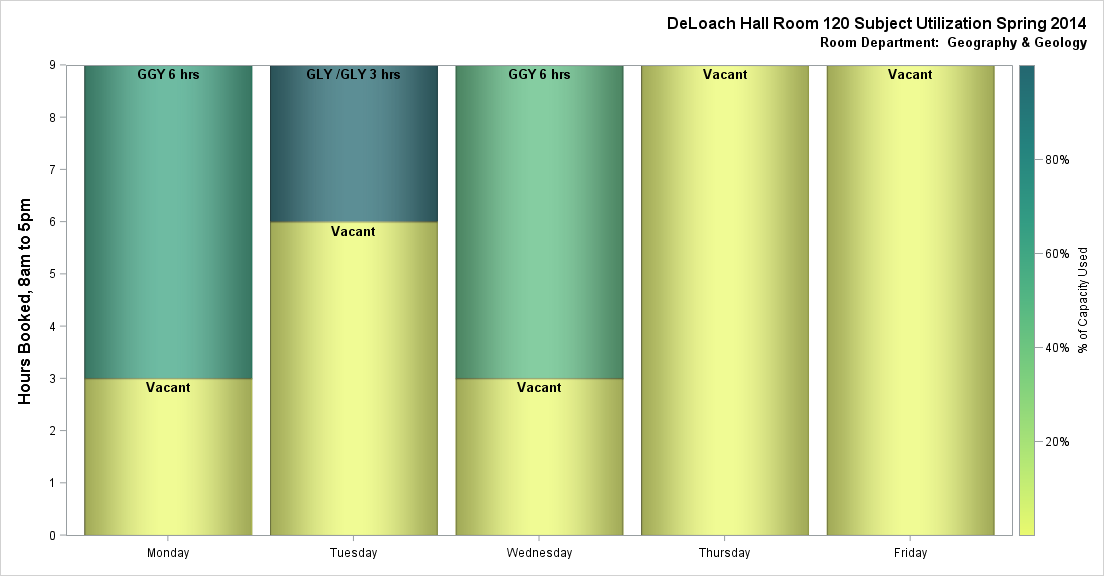 DeLoach Hall Room 120 Subject Utilization Spring 2014
Room Department:  Geography & Geology
Hours Booked, 8am to 5pm
9
8
7
6
5
4
3
2
1
0
GGY 6 hrs
Vacant
GLY /GLY 3 hrs
Vacant
GGY 6 hrs
Vacant
Vacant
Vacant
Monday
Tuesday
Wednesday
Thursday
Friday
80%
60%
40%
20%
% of Capacity Used